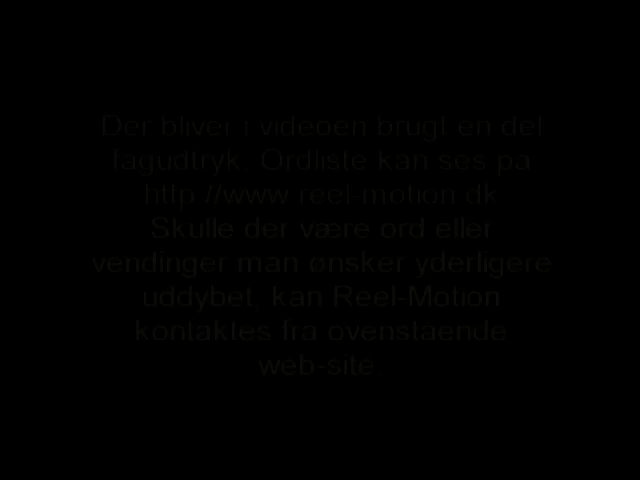 Der bliver i videoen brugt en del
fagudtryk. Ordliste kan ses på
http://www.reel-motion.dk
Skulle der være ord eller
vendinger man ønsker yderligere
uddybet, kan Reel-Motion
kontaktes fra ovenstående
web-site